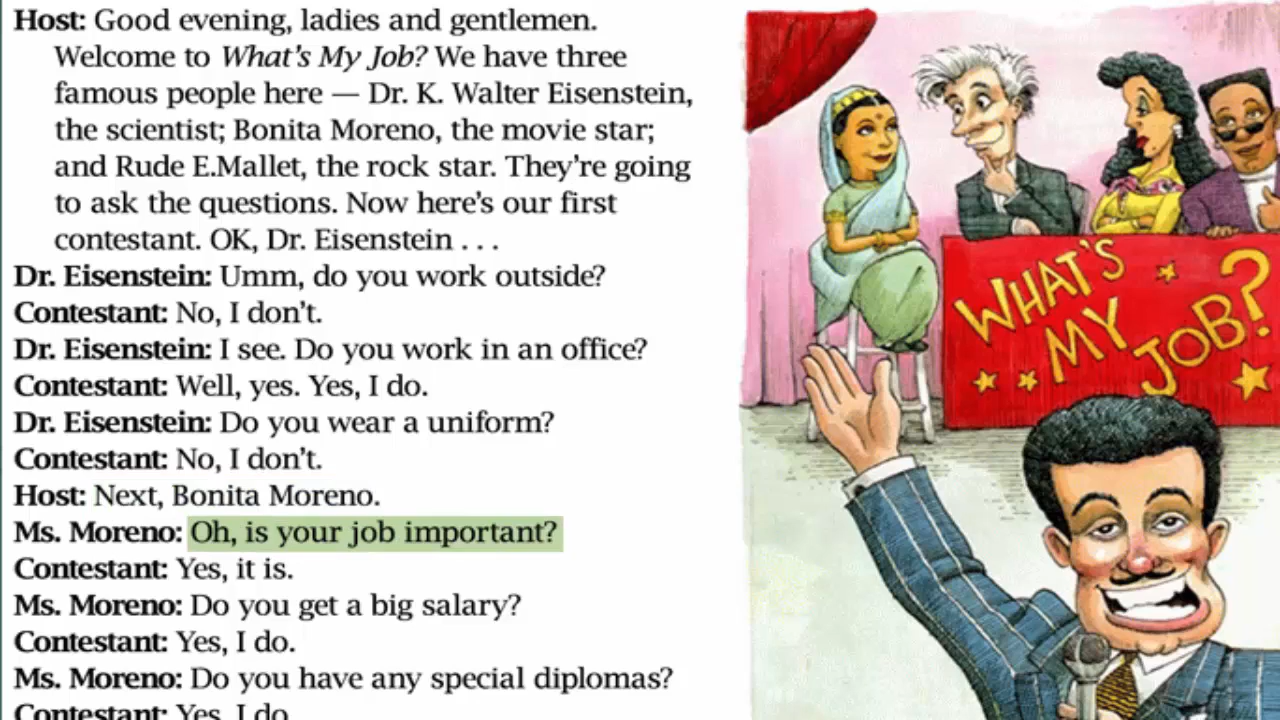 Host: Good evening, ladies and gentlemen.
Welcome to What's My Job? We have three
famous people here — Dr. K. Walter Eisenstein,
the scientist; Bonita Moreno, the movie star;
and Rude E.Mallet, the rock star. They're going
to ask the questions. Now here's our first
contestant. OK, Dr. Eisenstein . . .
Dr. Eisenstein: Umm, do you work outside?
Contestant: No, I don't.
Dr. Eisenstein: I see. Do you work in an office?
Contestant: Well, yes. Yes, I do.
Dr. Eisenstein: Do you wear a uniform?
Contestant: No, I don't.
Host: Next, Bonita Moreno.
Ms. Moreno: Oh, is your job important?
Contestant: Yes, it is.
Ms. Moreno: Do you get a big salary?
Contestant: Yes, I do.
Ms. Moreno: Do you have any special diplomas?
Contestant: Yes, I do.
WHAT'S
MY
JOB?